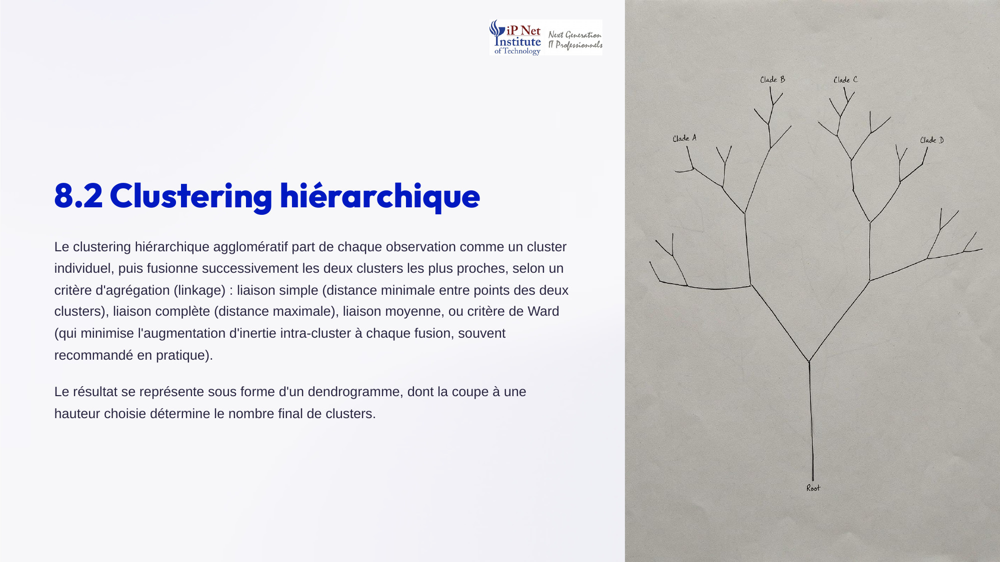 iP Net
Institute
of Technology
Next Generation
IT Professionnels
8.2 Clustering hiérarchique
Le clustering hiérarchique agglomératif part de chaque observation comme un cluster
individuel, puis fusionne successivement les deux clusters les plus proches, selon un
critère d'agrégation (linkage) : liaison simple (distance minimale entre points des deux
clusters), liaison complète (distance maximale), liaison moyenne, ou critère de Ward
(qui minimise l'augmentation d'inertie intra-cluster à chaque fusion, souvent
recommandé en pratique).
Le résultat se représente sous forme d'un dendrogramme, dont la coupe à une
hauteur choisie détermine le nombre final de clusters.
Clade B
Clade C
Clade A
Clade D
Root